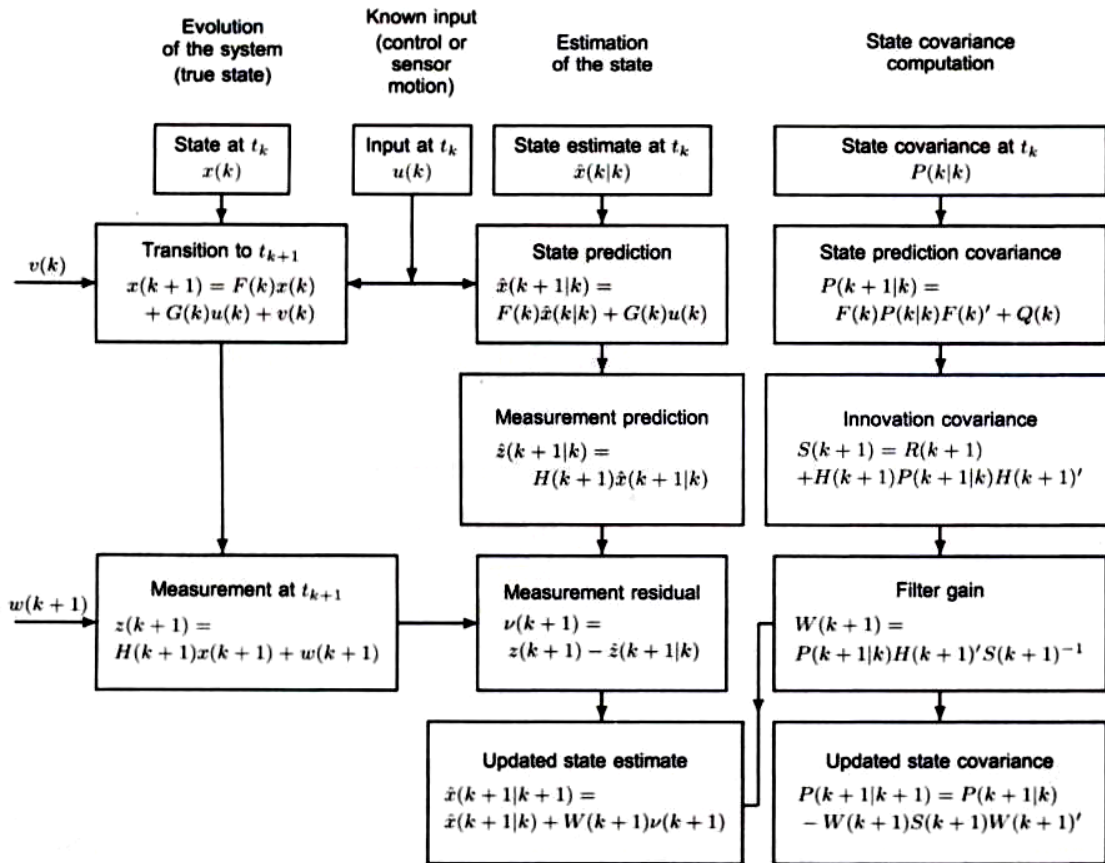 Evolution
of the system
(true state)
Known input
(control or
sensor
motion)
Estimation
of the state
State covariance
computation
State at t_k
x(k)
Input at t_k
u(k)
State estimate at t_k
x̂(k|k)
State covariance at t_k
P(k|k)
v(k)
Transition to t_{k+1}
x(k + 1) = F(k)x(k)
+ G(k)u(k) + v(k)
State prediction
x̂(k + 1|k) =
F(k)x̂(k|k) + G(k)u(k)
State prediction covariance
P(k + 1|k) =
F(k)P(k|k)F(k)′ + Q(k)
Measurement prediction
ẑ(k + 1|k) =
H(k + 1)x̂(k + 1|k)
Innovation covariance
S(k + 1) = R(k + 1)
+H(k + 1)P(k + 1|k)H(k + 1)′
w(k + 1)
Measurement at t_{k+1}
z(k + 1) =
H(k + 1)x(k + 1) + w(k + 1)
Measurement residual
ν(k + 1) =
z(k + 1) − ẑ(k + 1|k)
Filter gain
W(k + 1) =
P(k + 1|k)H(k + 1)′S(k + 1)⁻¹
Updated state estimate
x̂(k + 1|k + 1) =
x̂(k + 1|k) + W(k + 1)ν(k + 1)
Updated state covariance
P(k + 1|k + 1) = P(k + 1|k)
− W(k + 1)S(k + 1)W(k + 1)′